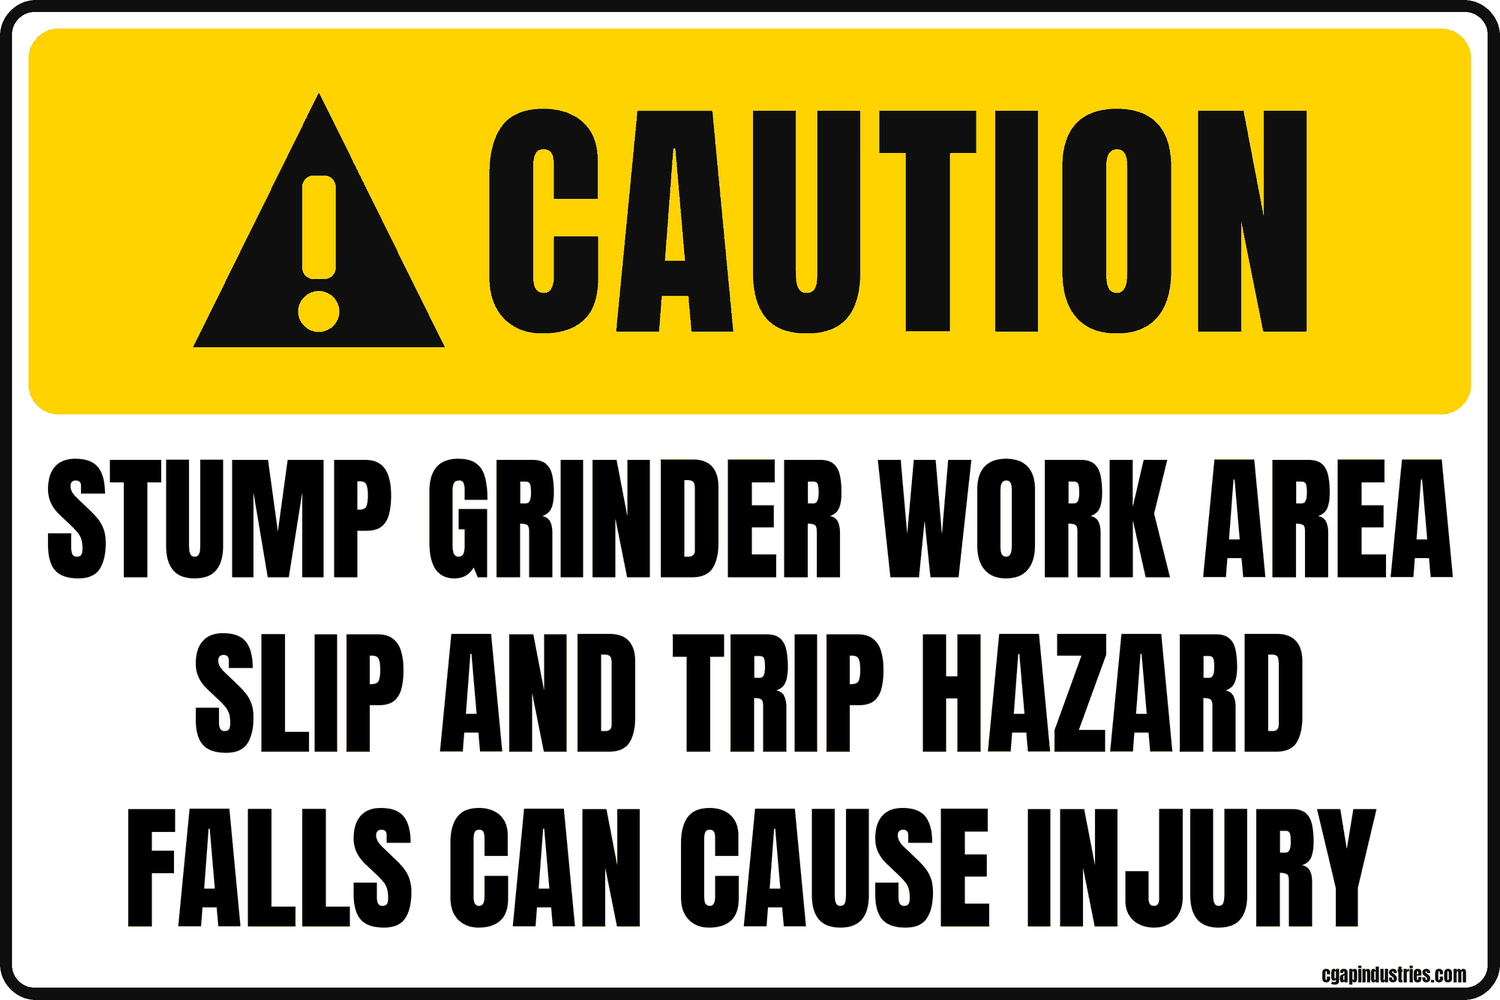 CAUTION
STUMP GRINDER WORK AREA
SLIP AND TRIP HAZARD
FALLS CAN CAUSE INJURY
cgapindustries.com